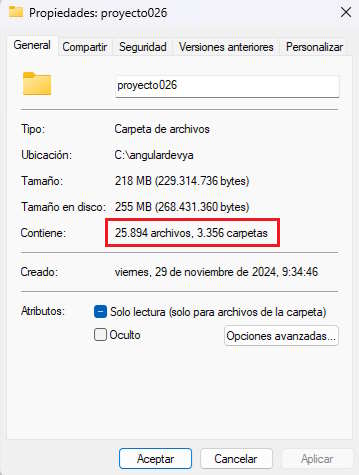 Propiedades: proyecto026
General Compartir Seguridad Versiones anteriores Personalizar
proyecto026
Tipo: Carpeta de archivos
Ubicación: C:\angulardevya
Tamaño: 218 MB (229.314.736 bytes)
Tamaño en disco: 255 MB (268.431.360 bytes)
Contiene: 25.894 archivos, 3.356 carpetas
Creado: viernes, 29 de noviembre de 2024, 9:34:46
Atributos: Solo lectura (solo para archivos de la carpeta)
Oculto Opciones avanzadas...
Aceptar Cancelar Aplicar